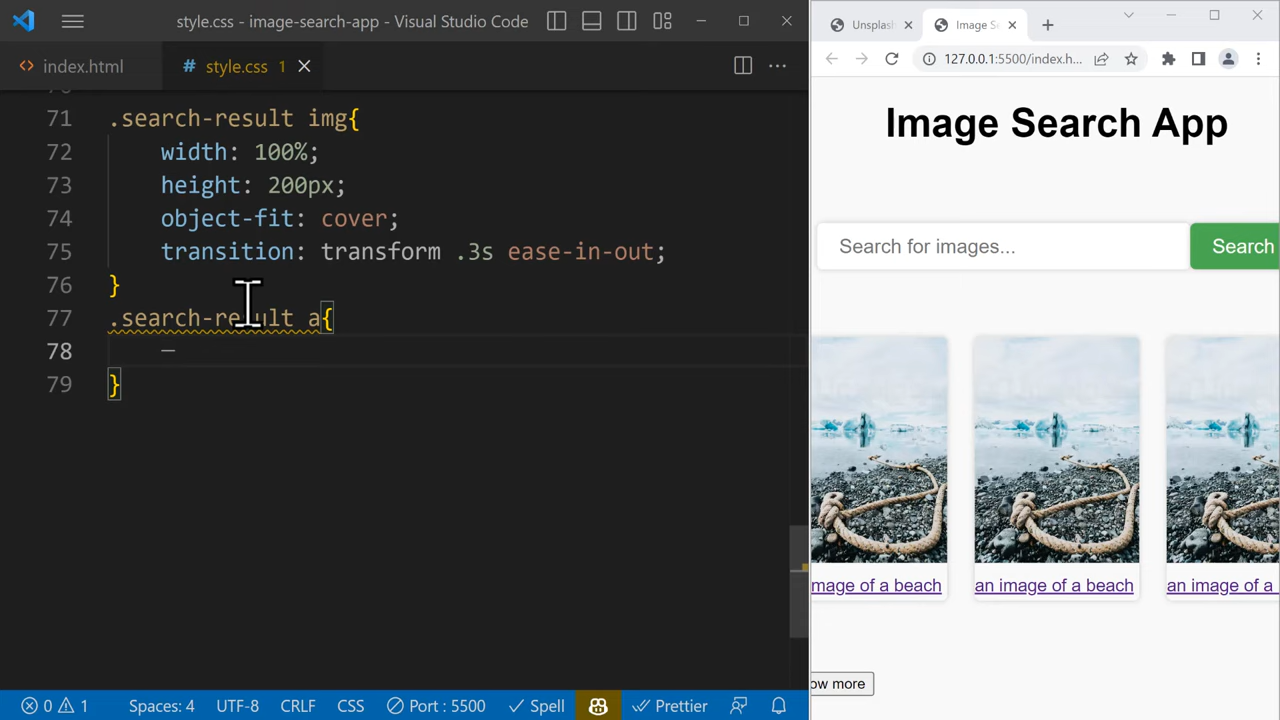 style.css - image-search-app - Visual Studio Code
index.html
# style.css 1
70
71 .search-result img{
72 width: 100%;
73 height: 200px;
74 object-fit: cover;
75 transition: transform .3s ease-in-out;
76 }
77 .search-result a{
78
79 }
0 1
Spaces: 4
UTF-8
CRLF
CSS
Port : 5500
Spell
Prettier
Unsplas
Image Se
127.0.0.1:5500/index.h...
Image Search App
Search for images...
Search
mage of a beach
an image of a beach
an image of a
ow more